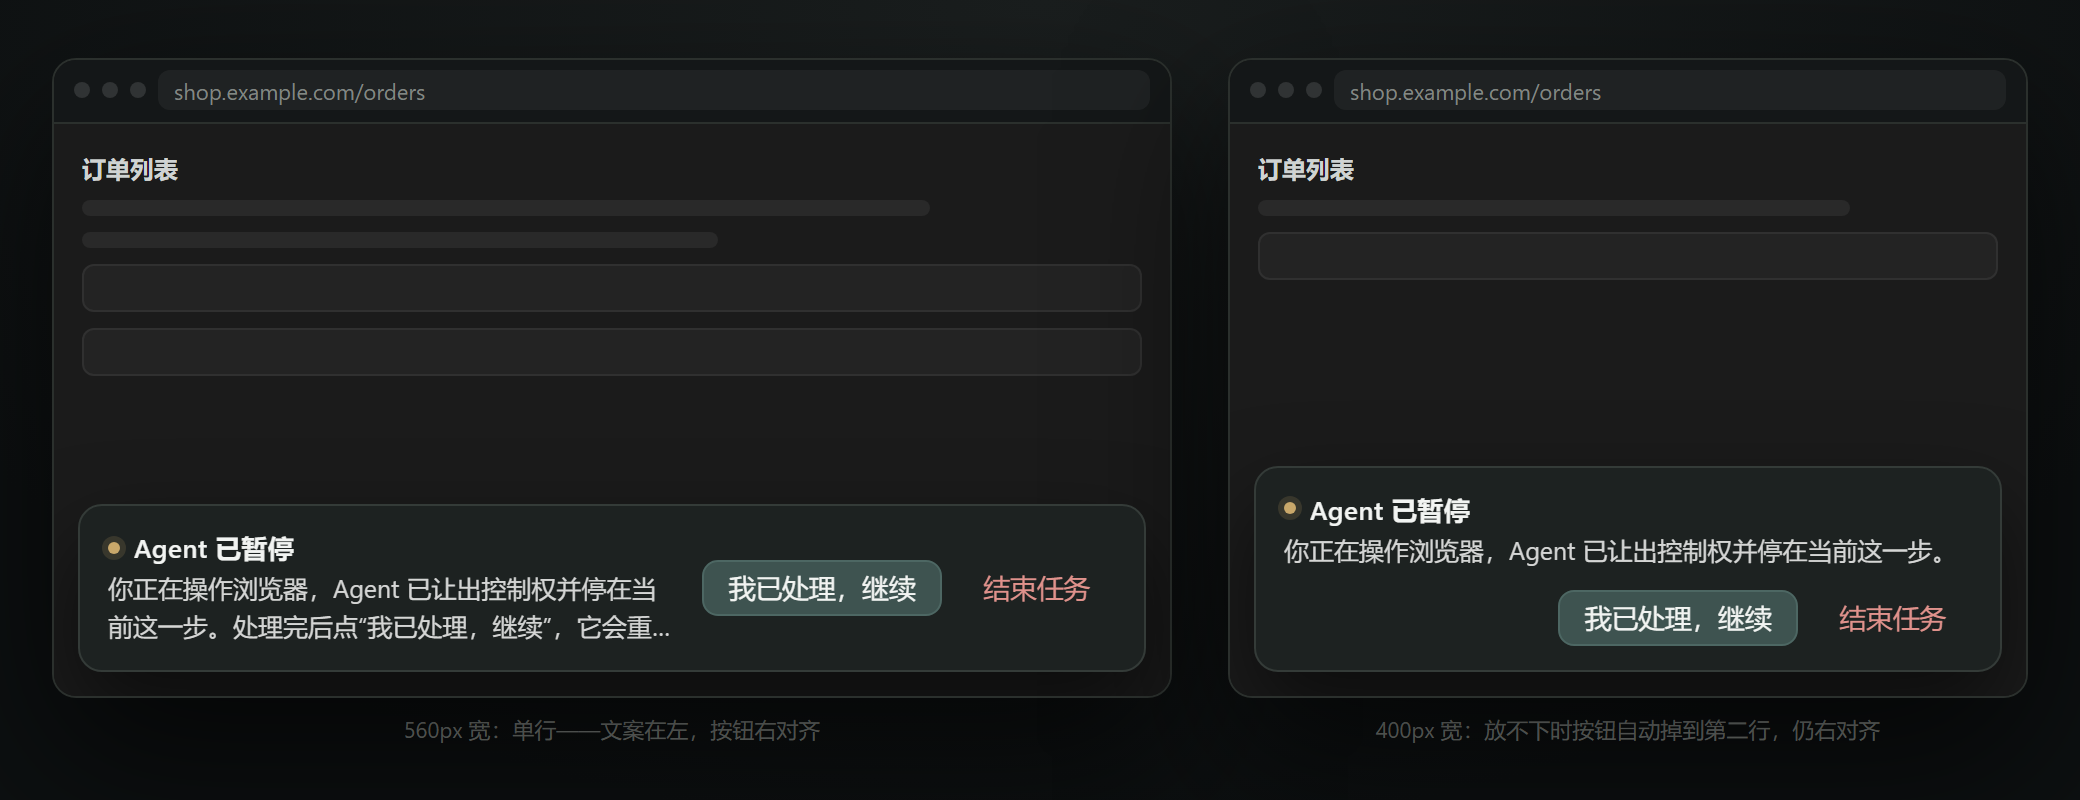 shop.example.com/orders
订单列表
Agent 已暂停
你正在操作浏览器，Agent 已让出控制权并停在当
前这一步。处理完后点“我已处理，继续”，它会重...
我已处理，继续
结束任务
560px 宽：单行——文案在左，按钮右对齐
shop.example.com/orders
订单列表
Agent 已暂停
你正在操作浏览器，Agent 已让出控制权并停在当前这一步。
我已处理，继续
结束任务
400px 宽：放不下时按钮自动掉到第二行，仍右对齐